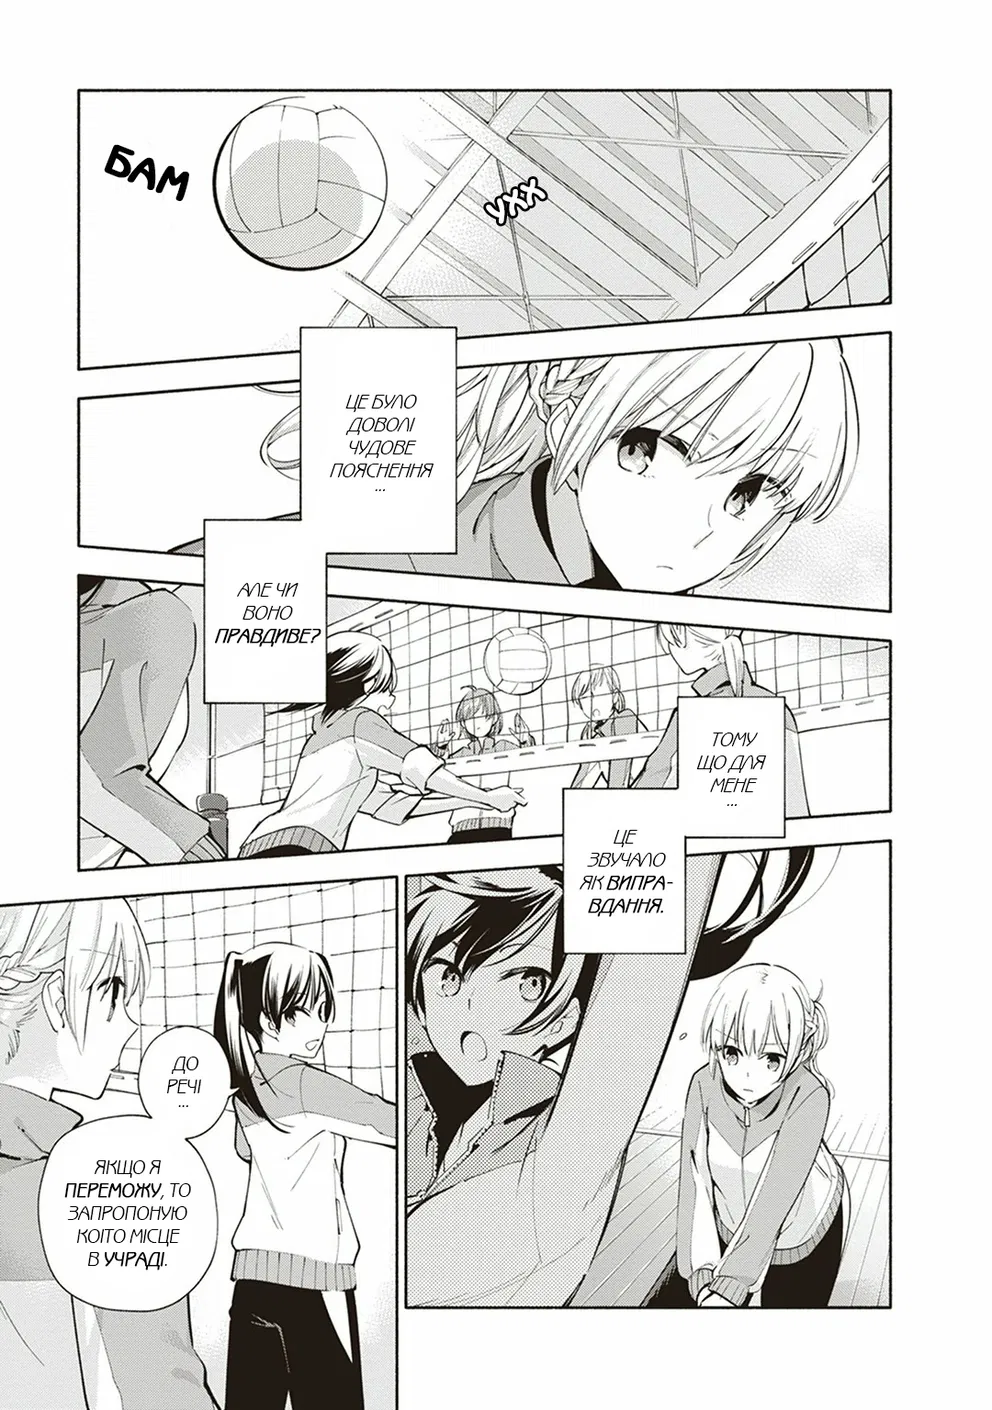 БАМ
УХХ
ЦЕ БУЛО
ДОВОЛІ
ЧУДОВЕ
ПОЯСНЕННЯ
...
АЛЕ ЧИ
ВОНО
ПРАВДИВЕ?
ТОМУ
ЩО ДЛЯ
МЕНЕ
...
ЦЕ
ЗВУЧАЛО
ЯК ВИПРА-
ВДАННЯ.
ДО
РЕЧІ
...
ЯКЩО Я
ПЕРЕМОЖУ, ТО
ЗАПРОПОНУЮ
КОІТО МІСЦЕ
В УЧРАДІ.